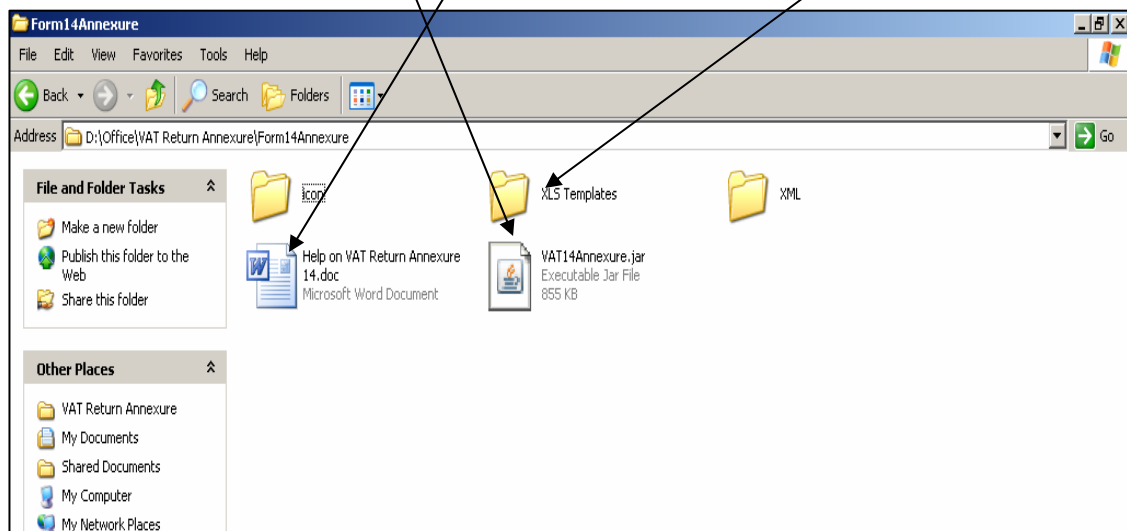 Form14Annexure
File Edit View Favorites Tools Help
Back Search Folders
Address D:\Office\VAT Return Annexure\Form14Annexure Go
File and Folder Tasks
Make a new folder
Publish this folder to the
Web
Share this folder
Other Places
VAT Return Annexure
My Documents
Shared Documents
My Computer
My Network Places
icon
XLS Templates
XML
Help on VAT Return Annexure
14.doc
Microsoft Word Document
VAT14Annexure.jar
Executable Jar File
855 KB